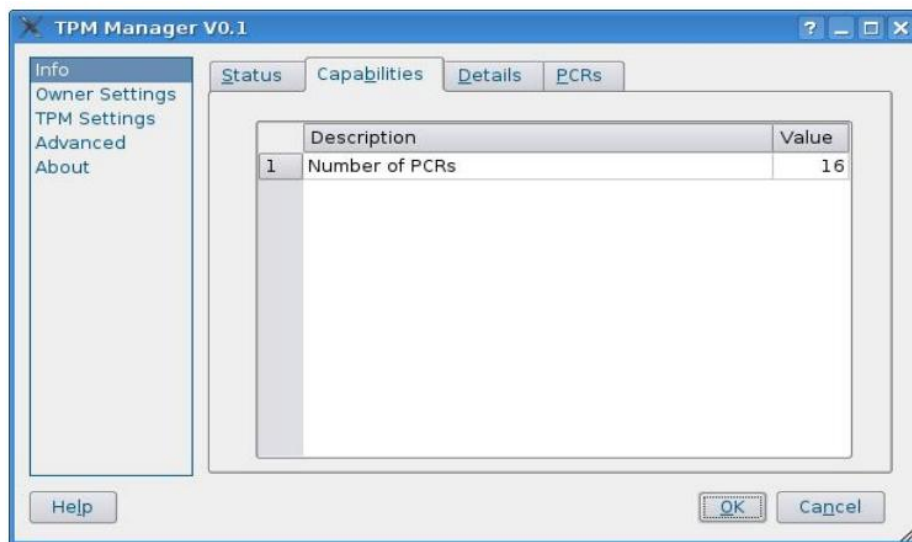 TPM Manager V0.1
Info
Owner Settings
TPM Settings
Advanced
About
Status Capabilities Details PCRs
Description Value
1 Number of PCRs 16
Help OK Cancel